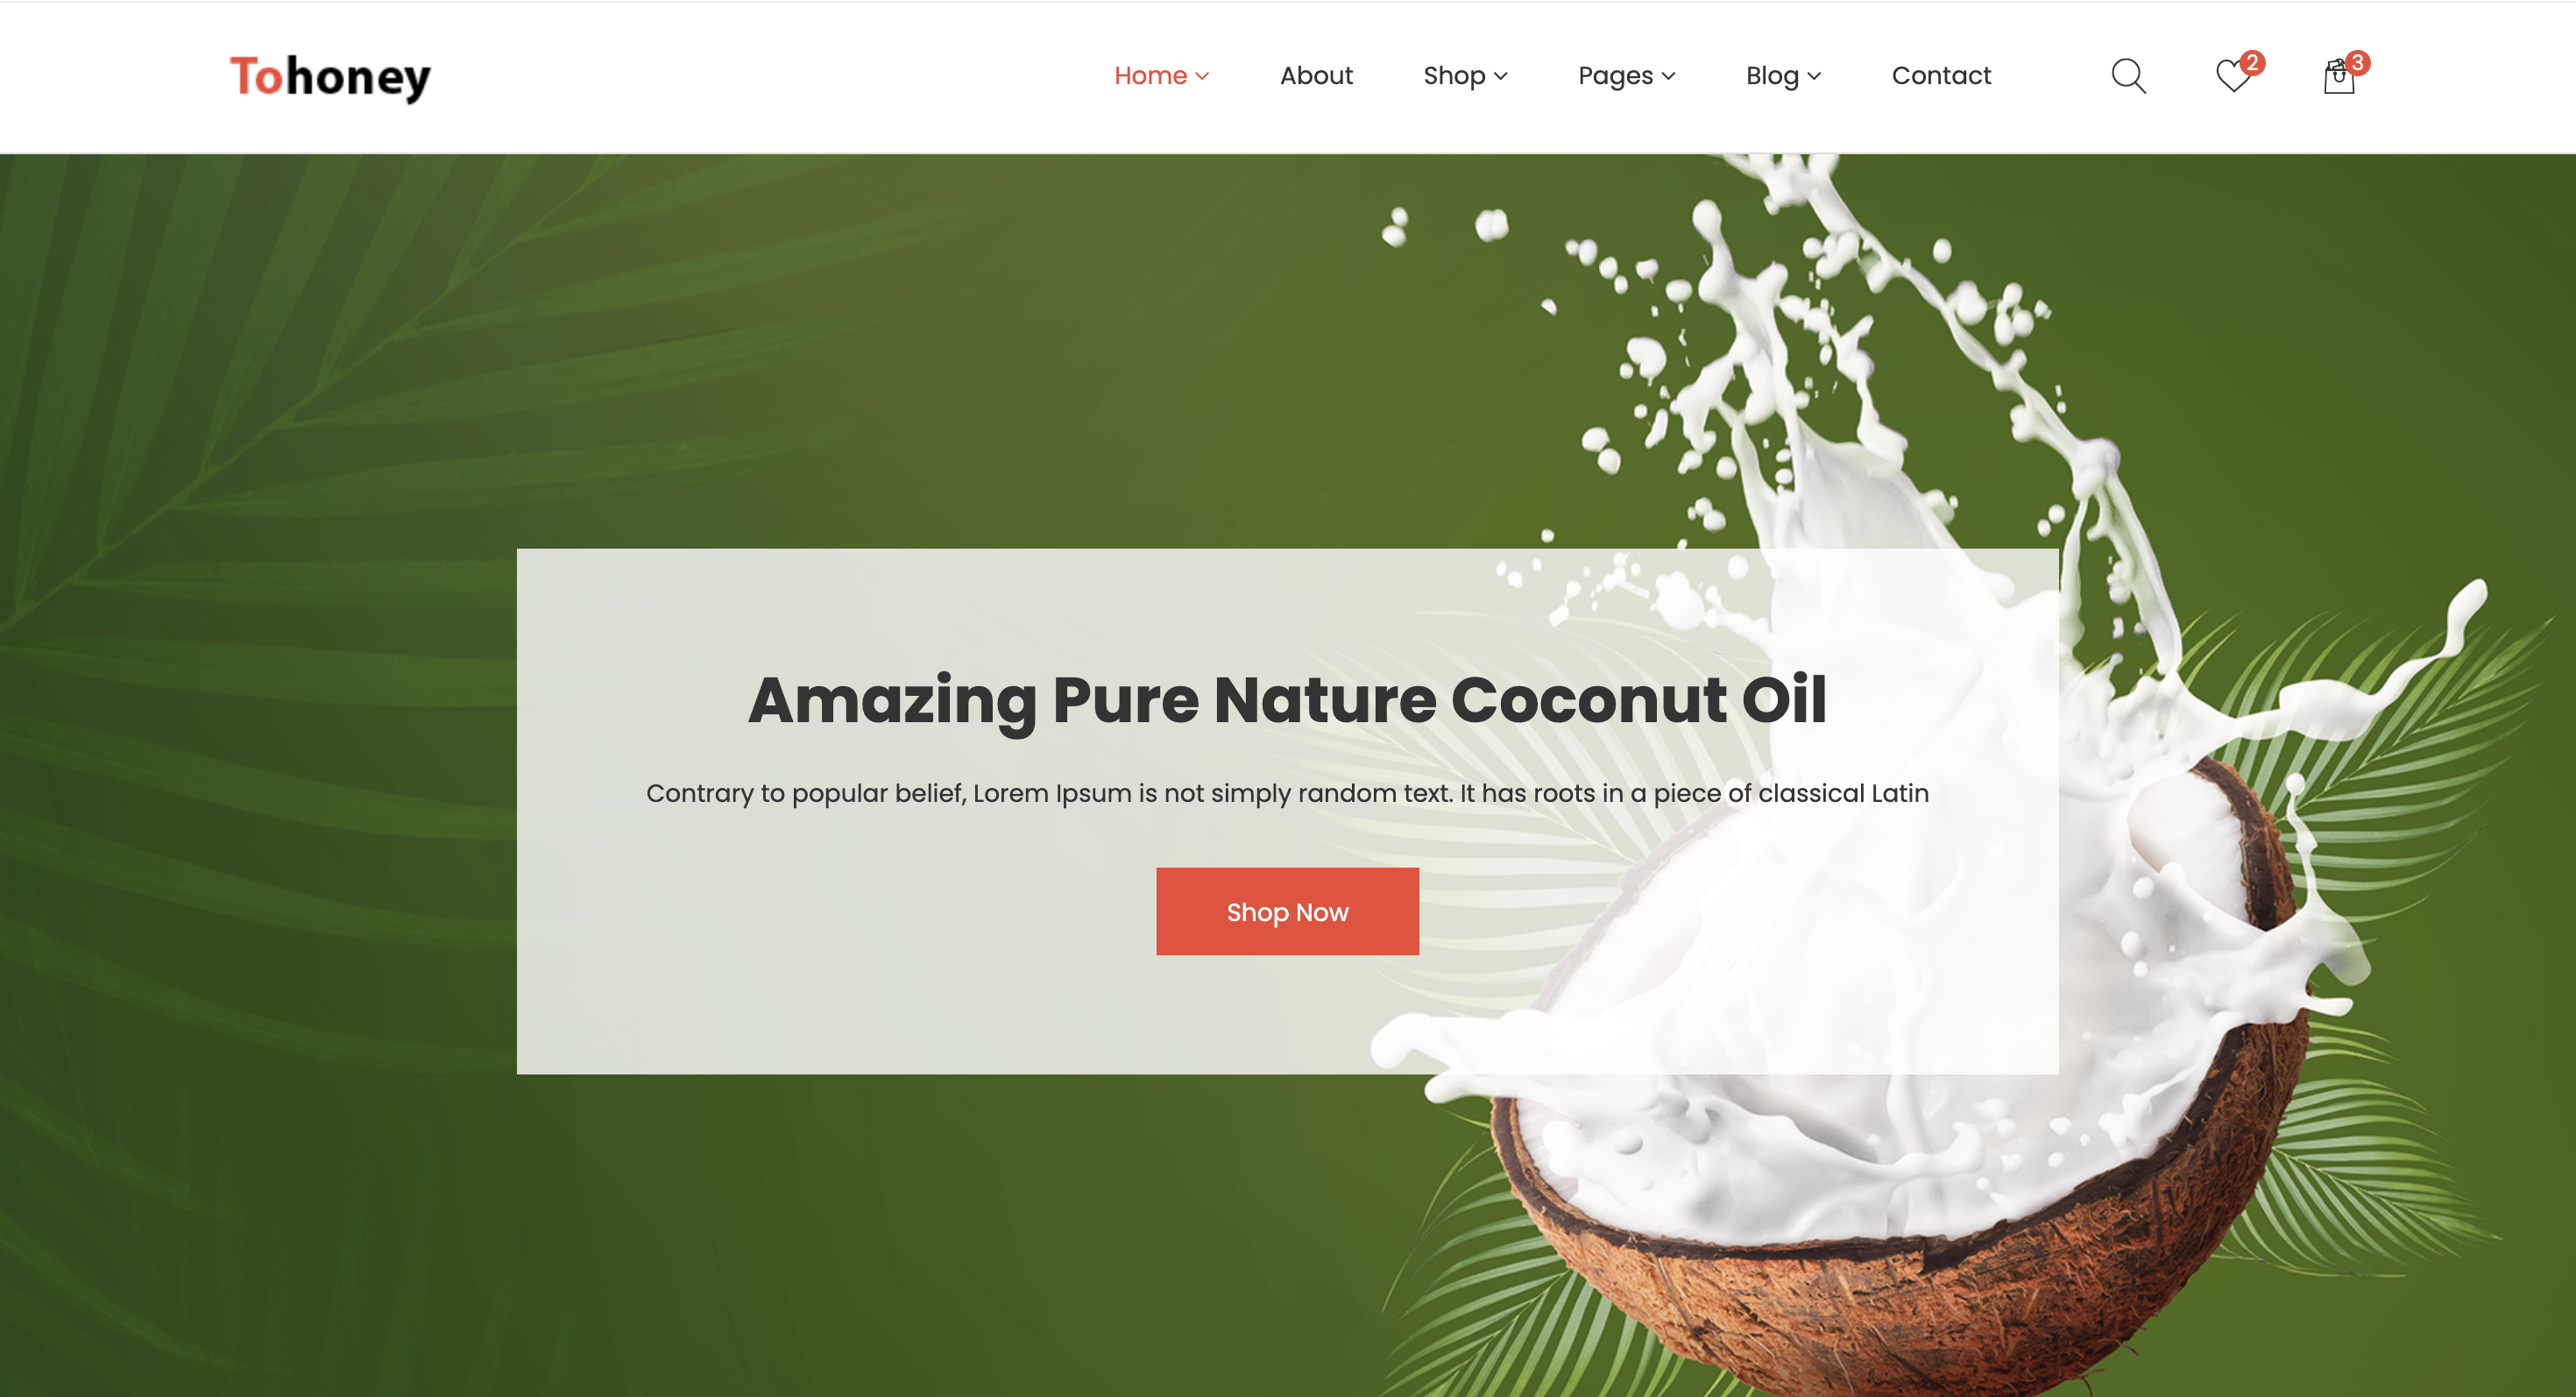 Tohoney
Home About Shop Pages Blog Contact 2 3
Amazing Pure Nature Coconut Oil
Contrary to popular belief, Lorem Ipsum is not simply random text. It has roots in a piece of classical Latin
Shop Now